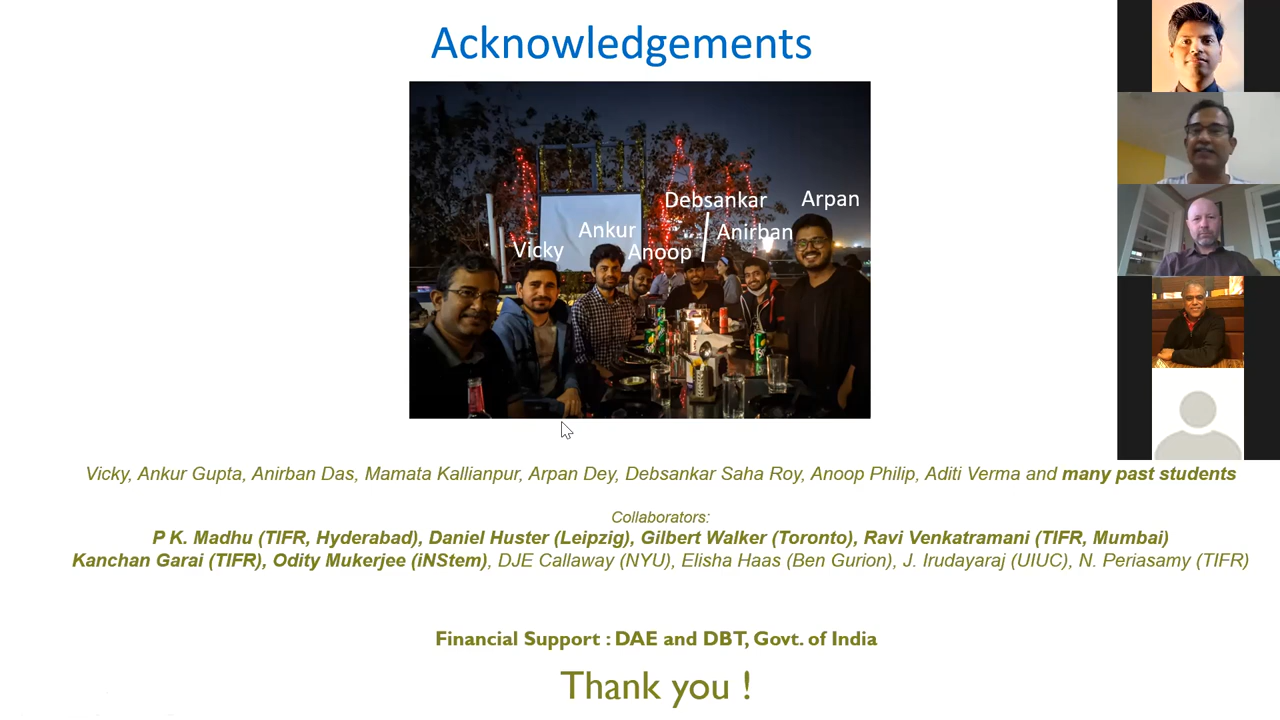 Acknowledgements
Debsankar
Arpan
Ankur
Anirban
Vicky
Anoop
Vicky, Ankur Gupta, Anirban Das, Mamata Kallianpur, Arpan Dey, Debsankar Saha Roy, Anoop Philip, Aditi Verma and many past students
Collaborators:
P K. Madhu (TIFR, Hyderabad), Daniel Huster (Leipzig), Gilbert Walker (Toronto), Ravi Venkatramani (TIFR, Mumbai)
Kanchan Garai (TIFR), Odity Mukerjee (iNStem), DJE Callaway (NYU), Elisha Haas (Ben Gurion), J. Irudayaraj (UIUC), N. Periasamy (TIFR)
Financial Support : DAE and DBT, Govt. of India
Thank you !